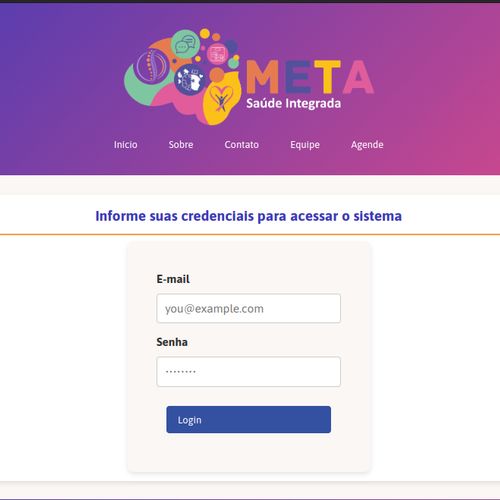 META
Saúde Integrada
Início Sobre Contato Equipe Agende
Informe suas credenciais para acessar o sistema
E-mail
you@example.com
Senha
········
Login